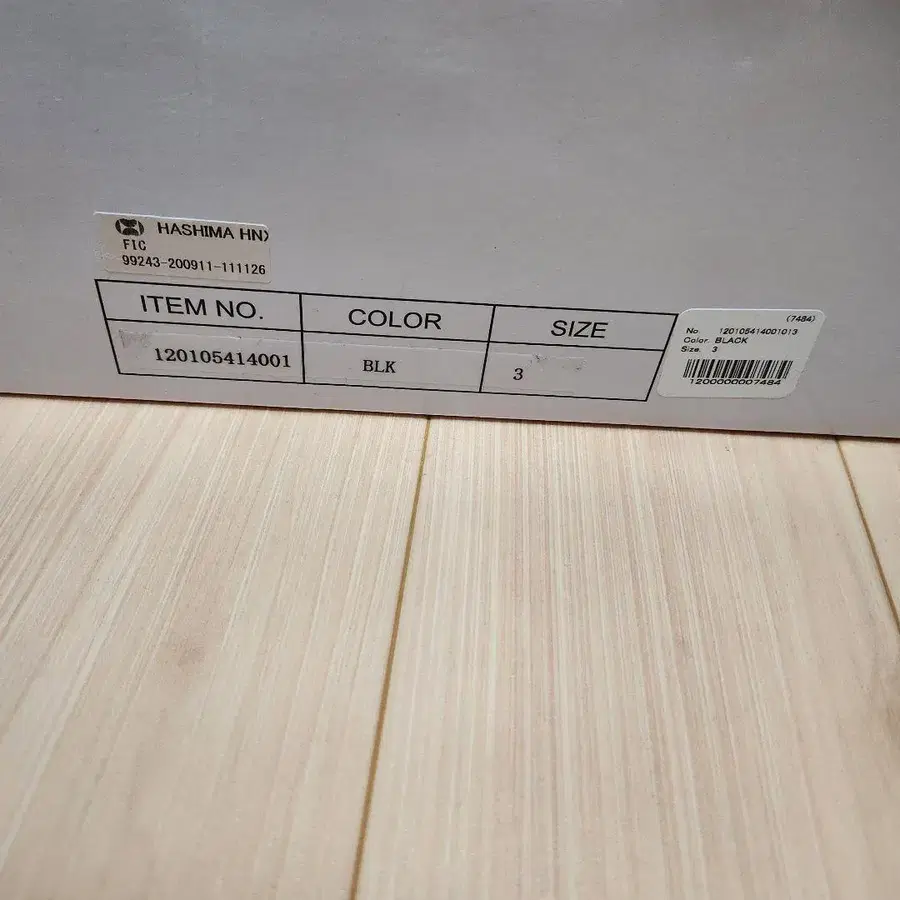 HASHIMA HN
FIC
99243-200911-111126
ITEM NO. COLOR SIZE
120105414001 BLK 3
(7484)
No. 120105414001013
Color. BLACK
Size. 3
1200000007484